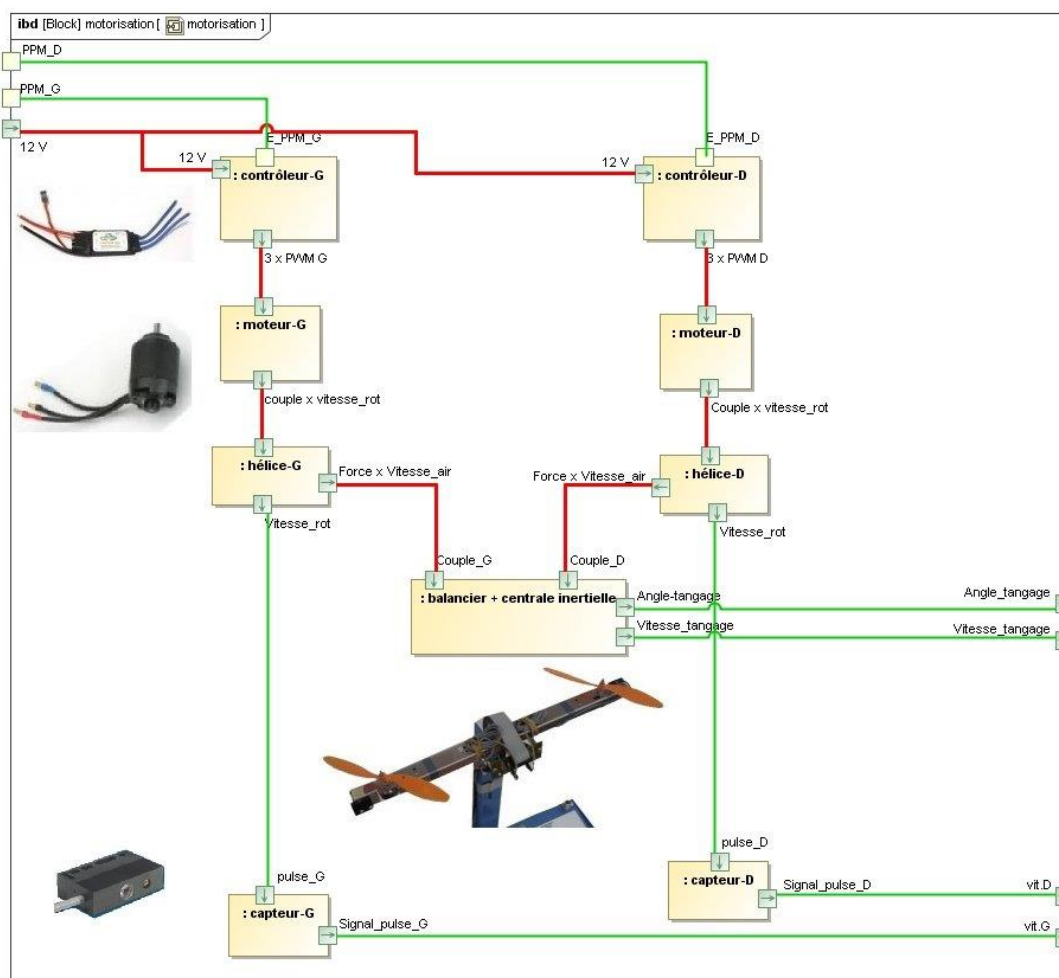 ibd [Block] motorisation [ motorisation ]
PPM_D
PPM_G
12 V
E_PPM_G
E_PPM_D
12 V
12 V
: contrôleur-G
: contrôleur-D
3 x PWM G
3 x PWM D
: moteur-G
: moteur-D
couple x vitesse_rot
Couple x vitesse_rot
: hélice-G
: hélice-D
Force x Vitesse_air
Force x Vitesse_air
Vitesse_rot
Vitesse_rot
Couple_G
Couple_D
: balancier + centrale inertielle
Angle-tangage
Angle_tangage
Vitesse_tangage
Vitesse_tangage
pulse_D
: capteur-D
Signal_pulse_D
vit.D
pulse_G
: capteur-G
Signal_pulse_G
vit.G